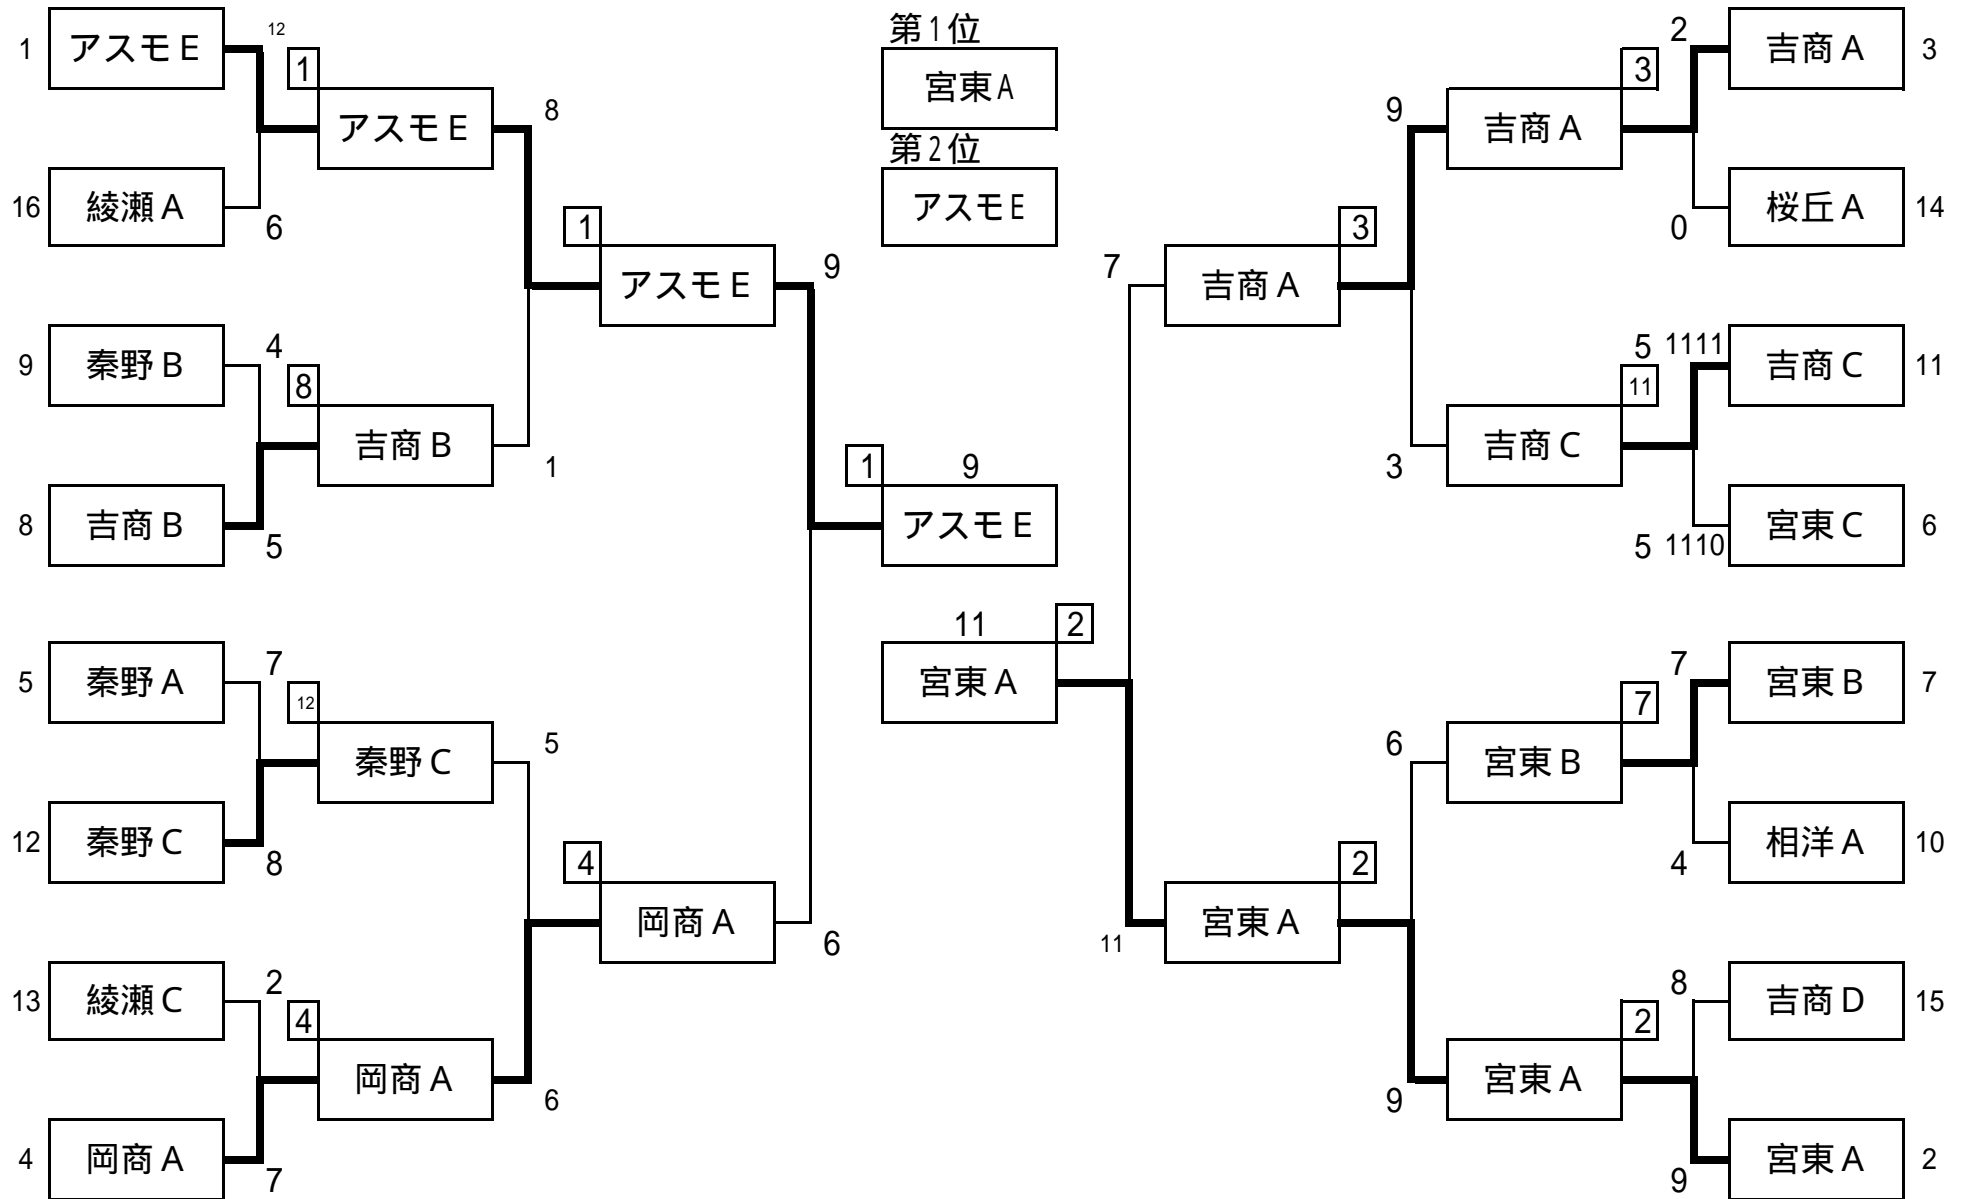 1 アスモE 12
1
アスモE 8
16 綾瀬A 6
1
アスモE 9
9 秦野B 4
8
吉商B 1
8 吉商B 5
1 9
アスモE
5 秦野A 7
12
秦野C 5
12 秦野C 8
4
岡商A 6
13 綾瀬C 2
4
岡商A 6
4 岡商A 7
第1位
宮東A
第2位
アスモE
11 2
宮東A
2 吉商A 3
3
9 吉商A
0 桜丘A 14
3
7 吉商A
5 1111 吉商C 11
11
3 吉商C
5 1110 宮東C 6
7 宮東B 7
7
6 宮東B
4 相洋A 10
2
11 宮東A
8 吉商D 15
2
9 宮東A
9 宮東A 2